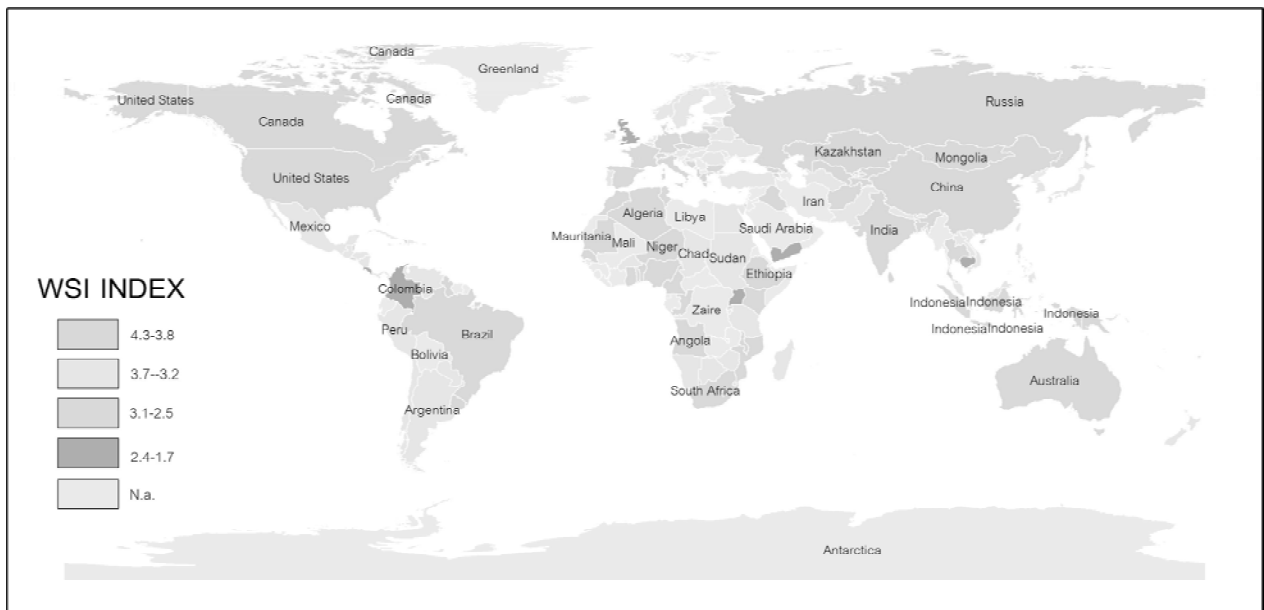 Canada
Greenland
United States
Canada
Canada
Russia
Kazakhstan
Mongolia
United States
China
Mexico
Algeria
Libya
Iran
Saudi Arabia
India
Mauritania
Mali
Niger
Chad
Sudan
Ethiopia
Colombia
Zaire
Indonesia
Indonesia
Indonesia
Indonesia
Indonesia
Peru
Brazil
Bolivia
Angola
Australia
South Africa
Argentina
WSI INDEX
4.3-3.8
3.7--3.2
3.1-2.5
2.4-1.7
N.a.
Antarctica